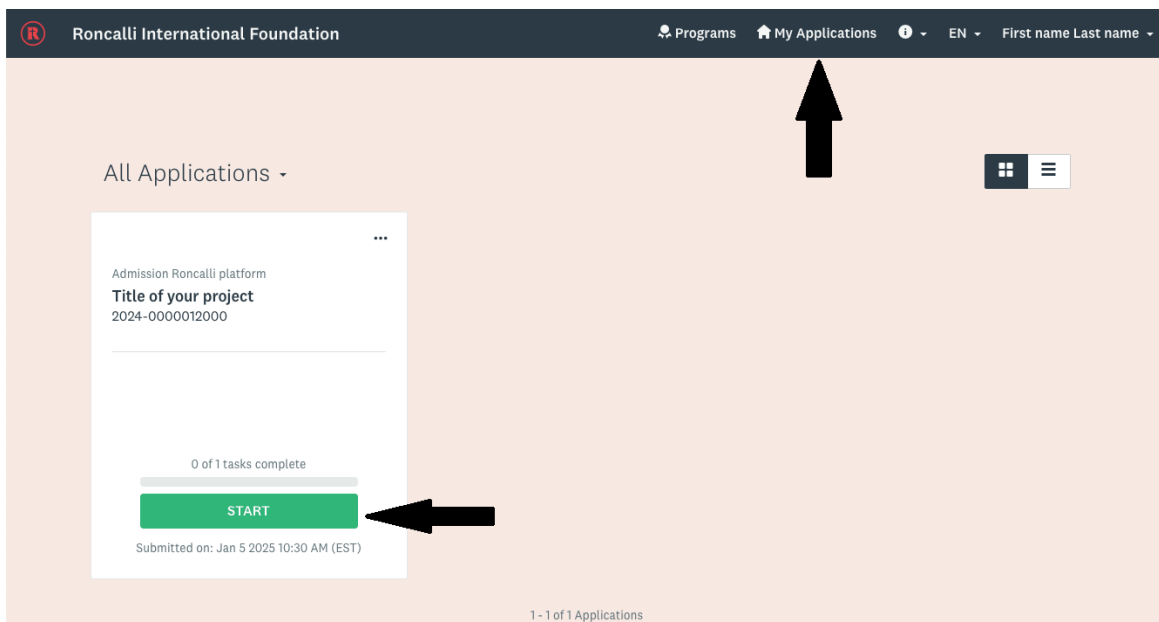 R Roncalli International Foundation Programs My Applications EN First name Last name
All Applications
Admission Roncalli platform
Title of your project
2024-0000012000
0 of 1 tasks complete
START
Submitted on: Jan 5 2025 10:30 AM (EST)
1 - 1 of 1 Applications